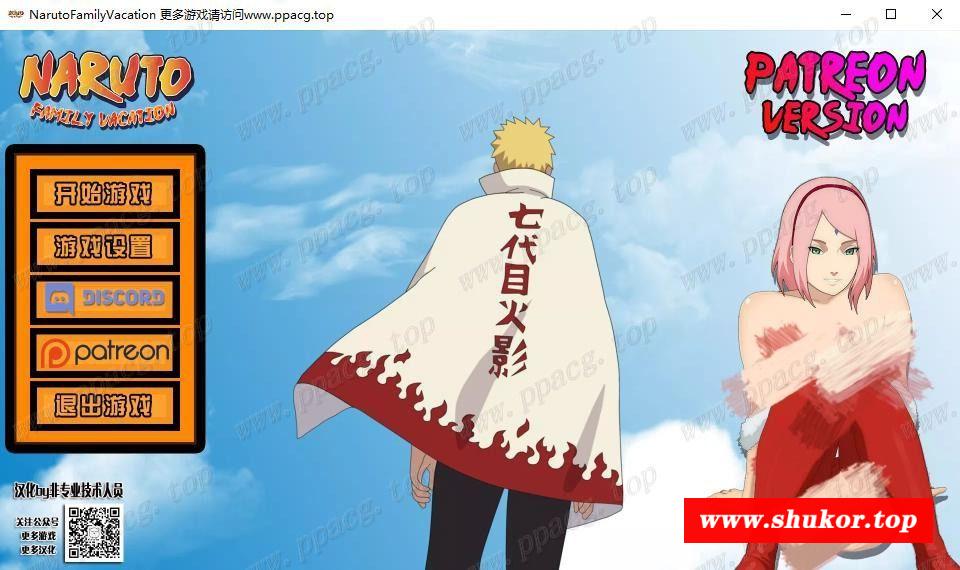 NarutoFamilyVacation 更多游戏请访问www.ppacg.top
NARUTO
FAMILY VACATION
PATREON
VERSION
开始游戏
游戏设置
DISCORD
patreon
退出游戏
七代目火影
汉化by非专业技术人员
关注公众号
更多游戏
更多汉化
www.shukor.top
www.ppacg.top